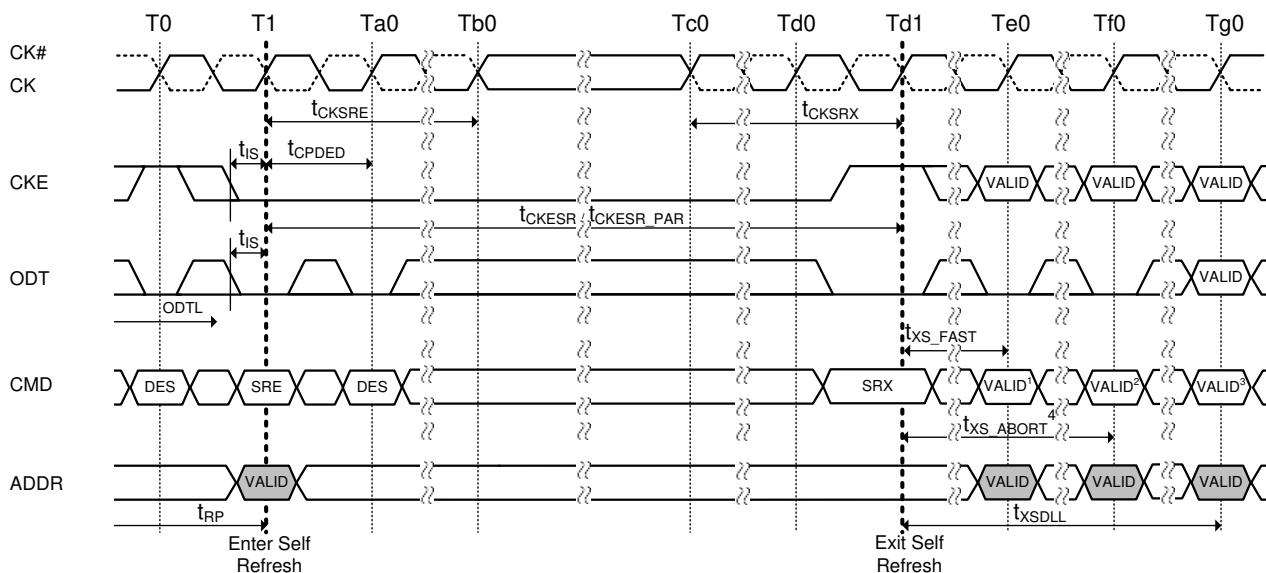 T0 T1 Ta0 Tb0 Tc0 Td0 Td1 Te0 Tf0 Tg0
CK#
CK
tCKSRE tCKSRX
tIS tCPDED
CKE VALID VALID VALID
tCKESR / tCKESR_PAR
tIS
ODT VALID
ODTL
tXS_FAST
CMD DES SRE DES SRX VALID1 VALID2 VALID3
tXS_ABORT4
ADDR VALID VALID VALID VALID
tRP tXSDLL
Enter Self
Refresh
Exit Self
Refresh